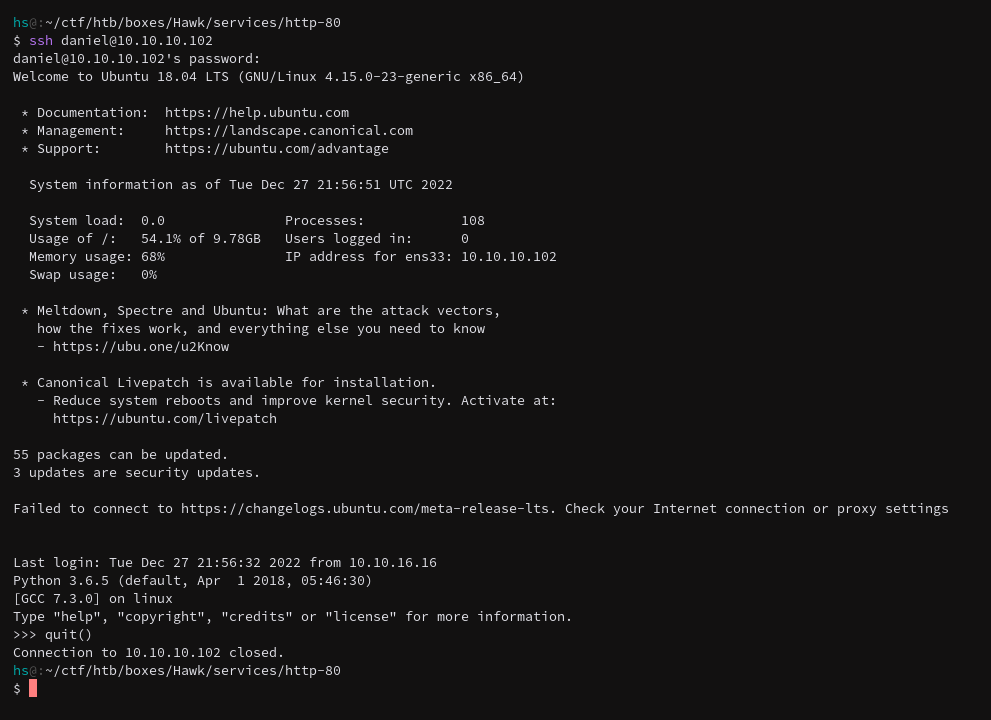 hs@:~/ctf/htb/boxes/Hawk/services/http-80
$ ssh daniel@10.10.10.102
daniel@10.10.10.102's password:
Welcome to Ubuntu 18.04 LTS (GNU/Linux 4.15.0-23-generic x86_64)
* Documentation:  https://help.ubuntu.com
* Management:     https://landscape.canonical.com
* Support:        https://ubuntu.com/advantage
System information as of Tue Dec 27 21:56:51 UTC 2022
System load:  0.0               Processes:            108
Usage of /:   54.1% of 9.78GB   Users logged in:      0
Memory usage: 68%               IP address for ens33: 10.10.10.102
Swap usage:   0%
* Meltdown, Spectre and Ubuntu: What are the attack vectors,
how the fixes work, and everything else you need to know
- https://ubu.one/u2Know
* Canonical Livepatch is available for installation.
- Reduce system reboots and improve kernel security. Activate at:
https://ubuntu.com/livepatch
55 packages can be updated.
3 updates are security updates.
Failed to connect to https://changelogs.ubuntu.com/meta-release-lts. Check your Internet connection or proxy settings
Last login: Tue Dec 27 21:56:32 2022 from 10.10.16.16
Python 3.6.5 (default, Apr  1 2018, 05:46:30)
[GCC 7.3.0] on linux
Type "help", "copyright", "credits" or "license" for more information.
>>> quit()
Connection to 10.10.10.102 closed.
hs@:~/ctf/htb/boxes/Hawk/services/http-80
$